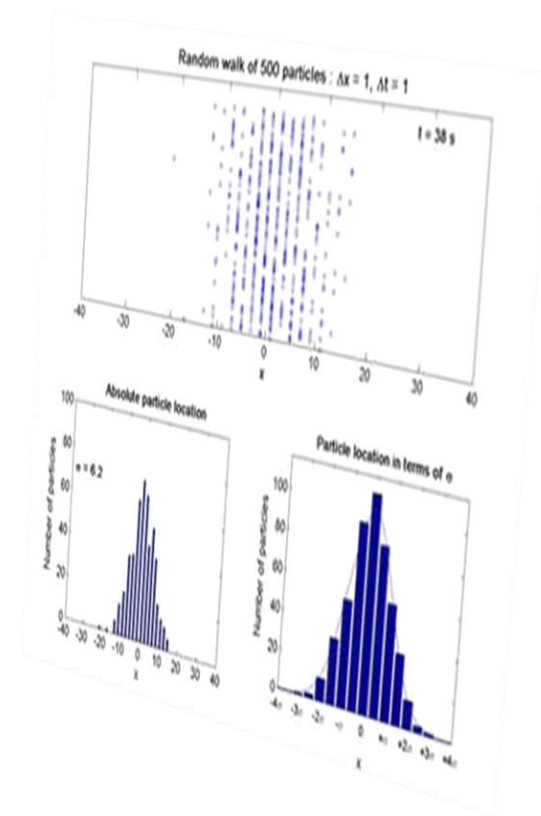 Random walk of 500 particles : Δx = 1, Δt = 1
t = 38 s
-40 -30 -20 -10 0 10 20 30 40
x
Absolute particle location
Number of particles
100
80
60
40
20
0
σ = 6.2
-40 -30 -20 -10 0 10 20 30 40
x
Particle location in terms of σ
Number of particles
100
80
60
40
20
0
-4σ -3σ -2σ -σ 0 +σ +2σ +3σ +4σ
x